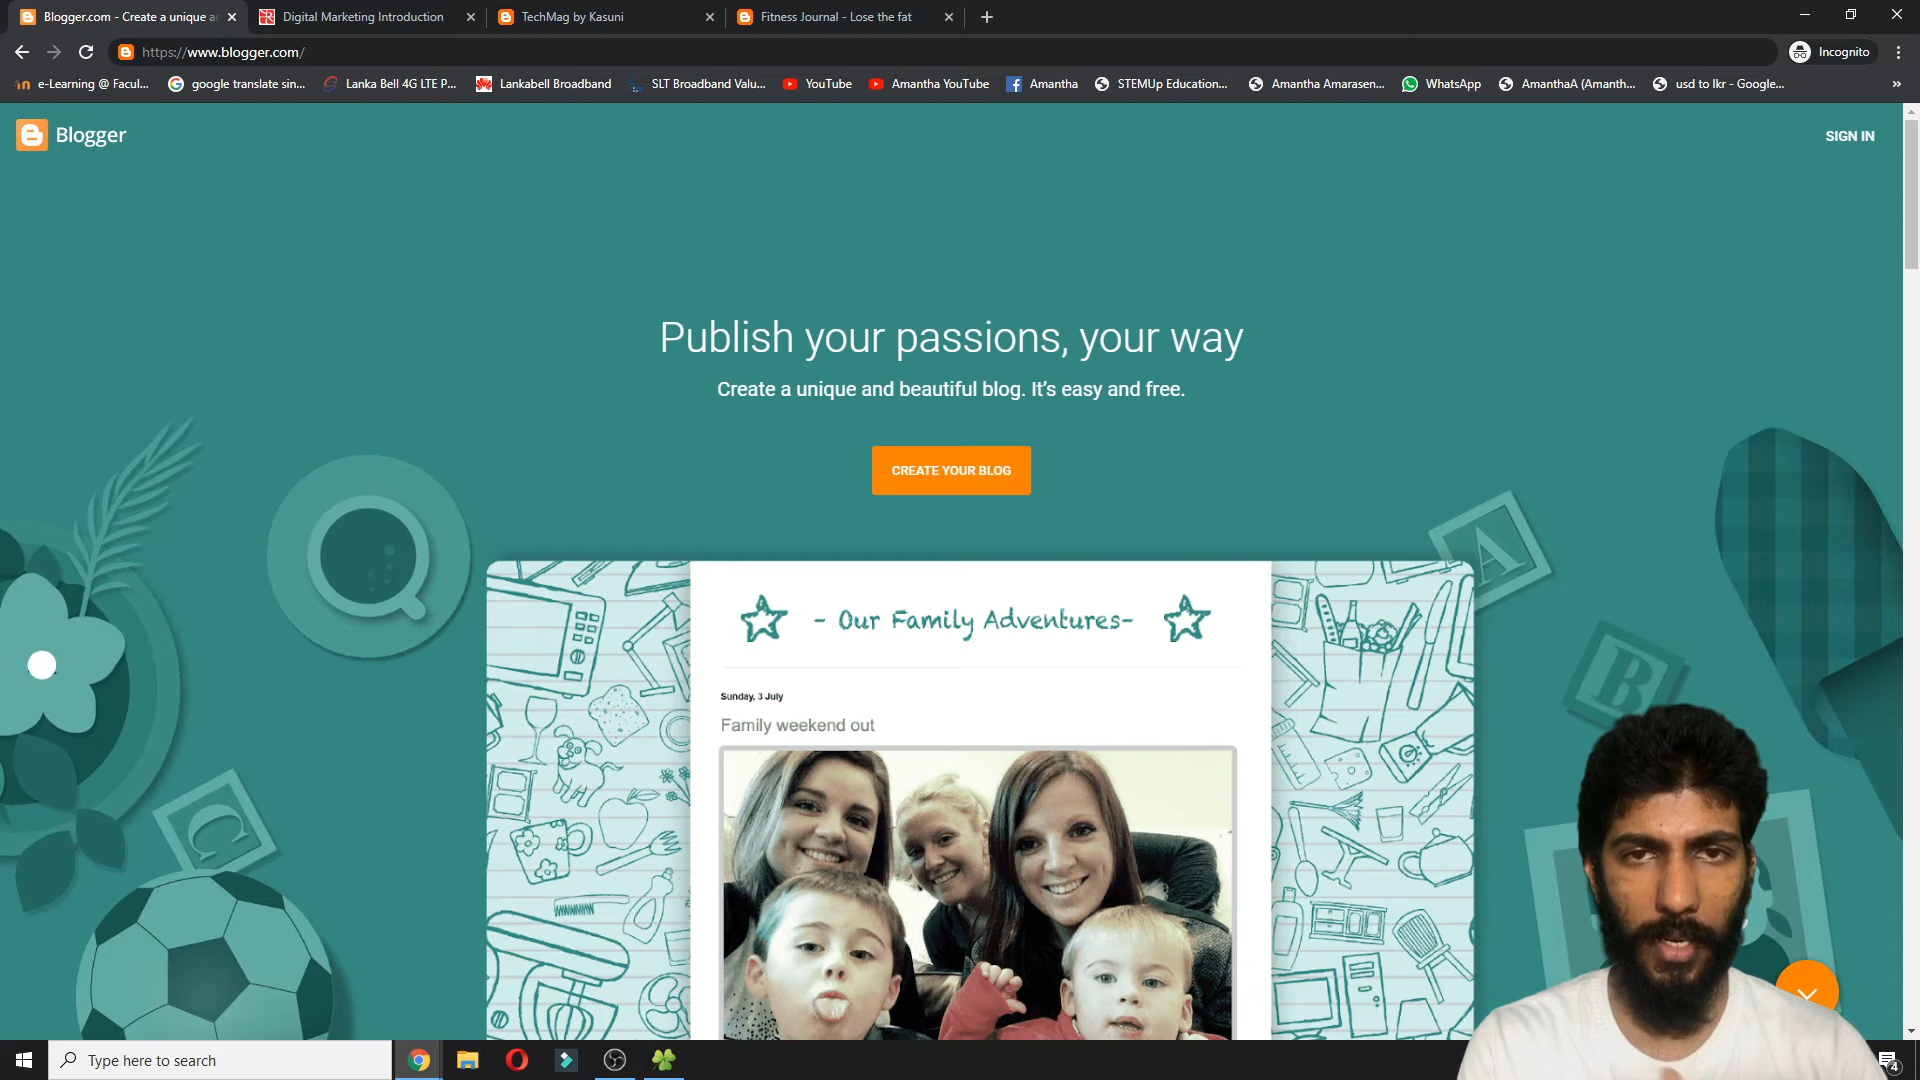 Blogger.com - Create a unique a
Digital Marketing Introduction
TechMag by Kasuni
Fitness Journal - Lose the fat
https://www.blogger.com/
Incognito
e-Learning @ Facul...
google translate sin...
Lanka Bell 4G LTE P...
Lankabell Broadband
SLT Broadband Valu...
YouTube
Amantha YouTube
Amantha
STEMUp Education...
Amantha Amarasen...
WhatsApp
AmanthaA (Amanth...
usd to lkr - Google...
Blogger
SIGN IN
Publish your passions, your way
Create a unique and beautiful blog. It's easy and free.
CREATE YOUR BLOG
A
B
C
- Our Family Adventures-
Sunday, 3 July
Family weekend out
Type here to search
4